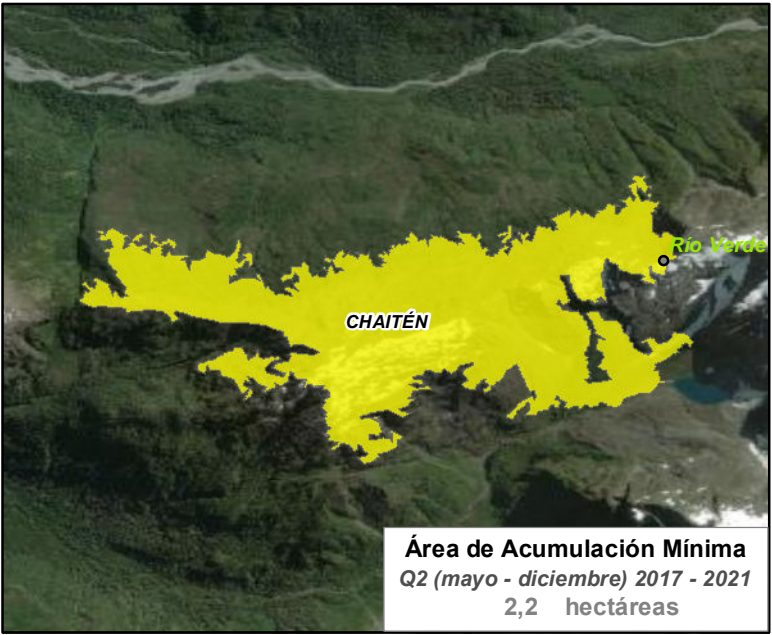 Río Verde
CHAITÉN
Área de Acumulación Mínima
Q2 (mayo - diciembre) 2017 - 2021
2,2 hectáreas